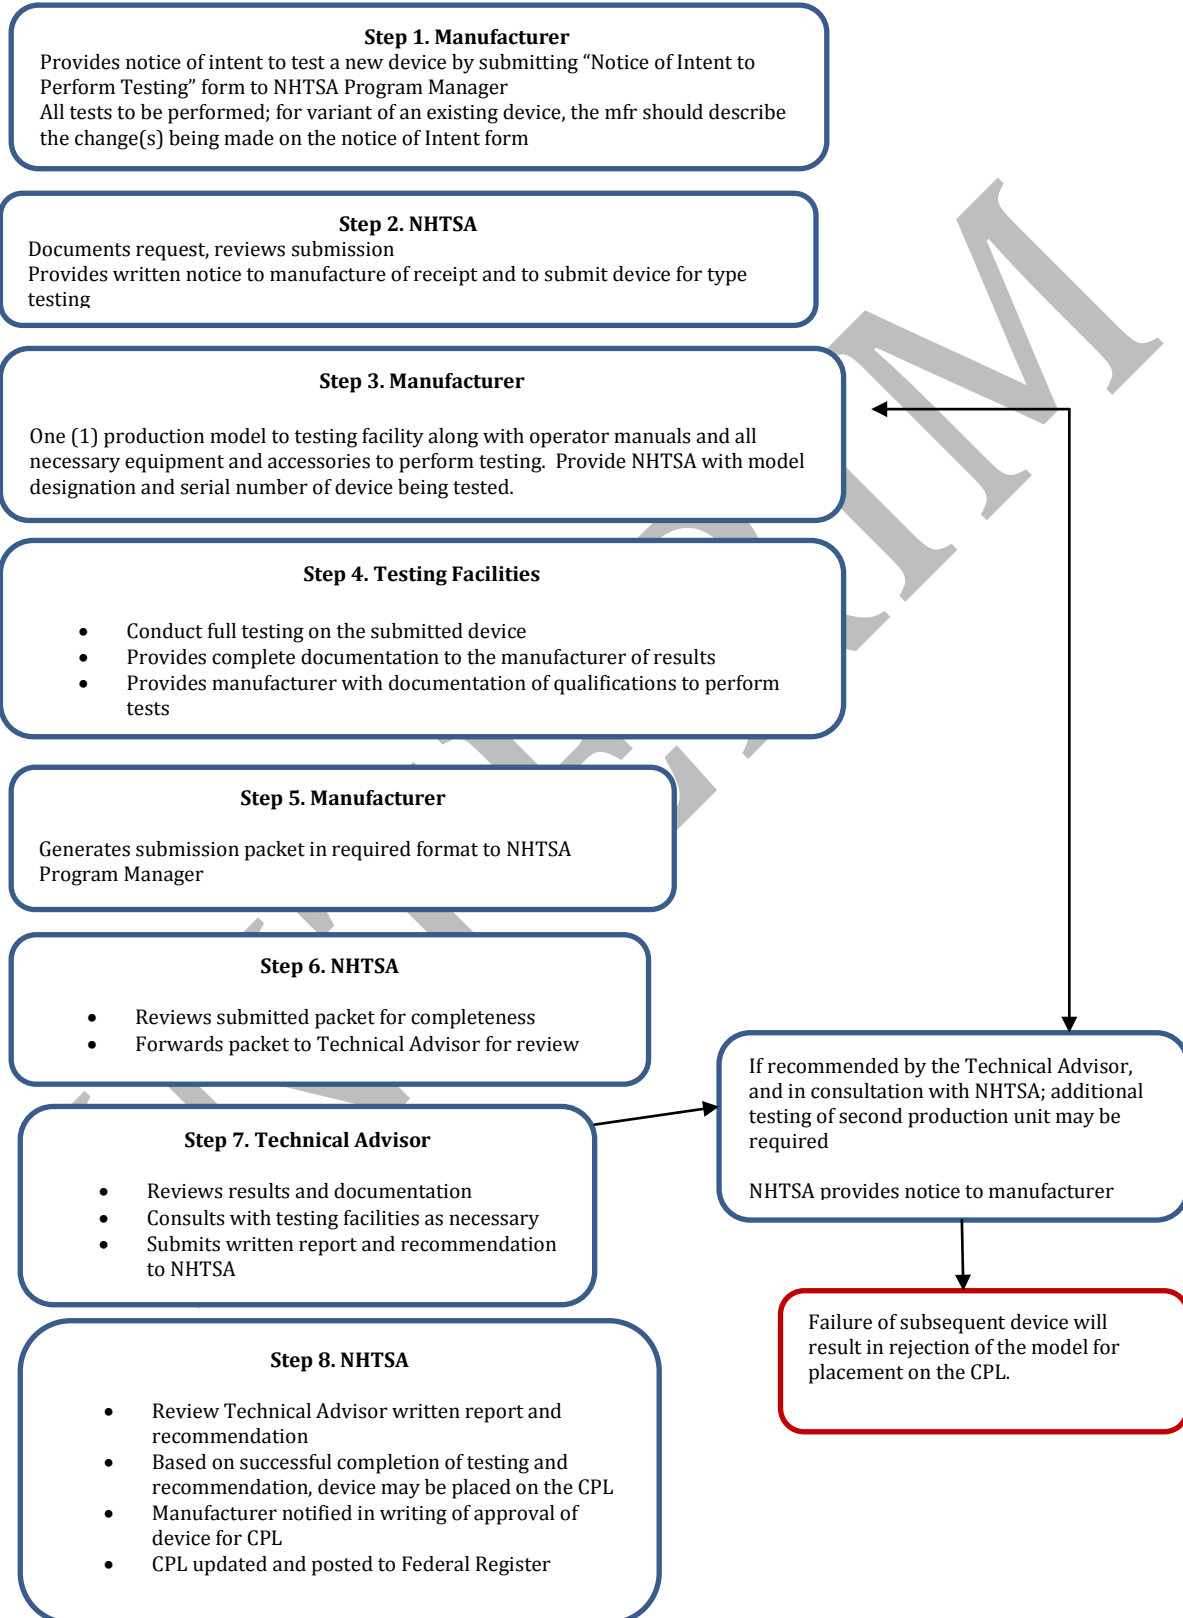 Step 1. Manufacturer
Provides notice of intent to test a new device by submitting “Notice of Intent to
Perform Testing” form to NHTSA Program Manager
All tests to be performed; for variant of an existing device, the mfr should describe
the change(s) being made on the notice of Intent form
Step 2. NHTSA
Documents request, reviews submission
Provides written notice to manufacture of receipt and to submit device for type
testing
Step 3. Manufacturer
One (1) production model to testing facility along with operator manuals and all
necessary equipment and accessories to perform testing.  Provide NHTSA with model
designation and serial number of device being tested.
Step 4. Testing Facilities
• Conduct full testing on the submitted device
• Provides complete documentation to the manufacturer of results
• Provides manufacturer with documentation of qualifications to perform
tests
Step 5. Manufacturer
Generates submission packet in required format to NHTSA
Program Manager
Step 6. NHTSA
• Reviews submitted packet for completeness
• Forwards packet to Technical Advisor for review
Step 7. Technical Advisor
• Reviews results and documentation
• Consults with testing facilities as necessary
• Submits written report and recommendation
to NHTSA
If recommended by the Technical Advisor,
and in consultation with NHTSA; additional
testing of second production unit may be
required
NHTSA provides notice to manufacturer
Failure of subsequent device will
result in rejection of the model for
placement on the CPL.
Step 8. NHTSA
• Review Technical Advisor written report and
recommendation
• Based on successful completion of testing and
recommendation, device may be placed on the CPL
• Manufacturer notified in writing of approval of
device for CPL
• CPL updated and posted to Federal Register